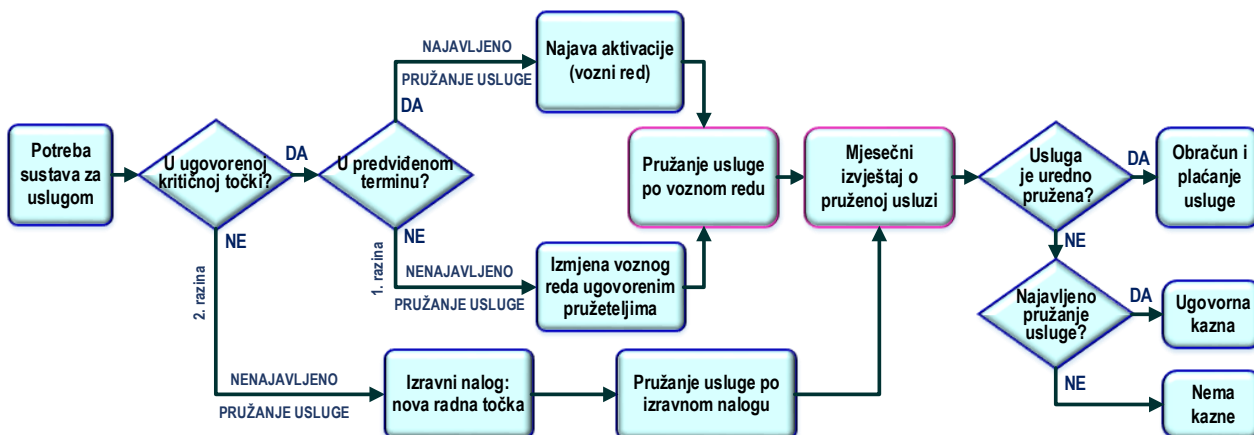 Potreba
sustava za
uslugom
U ugovorenoj
kritičnoj točki?
DA
NE
2. razina
U predviđenom
terminu?
DA
NE
1. razina
NAJAVLJENO
PRUŽANJE USLUGE
Najava aktivacije
(vozni red)
NENAJAVLJENO
PRUŽANJE USLUGE
Izmjena voznog
reda ugovorenim
pružeteljima
NENAJAVLJENO
PRUŽANJE USLUGE
Izravni nalog:
nova radna točka
Pružanje usluge po
izravnom nalogu
Pružanje usluge
po voznom redu
Mjesečni
izvještaj o
pruženoj usluzi
Usluga
je uredno
pružena?
DA
Obračun i
plaćanje
usluge
NE
Najavljeno
pružanje
usluge?
DA
Ugovorna
kazna
NE
Nema
kazne